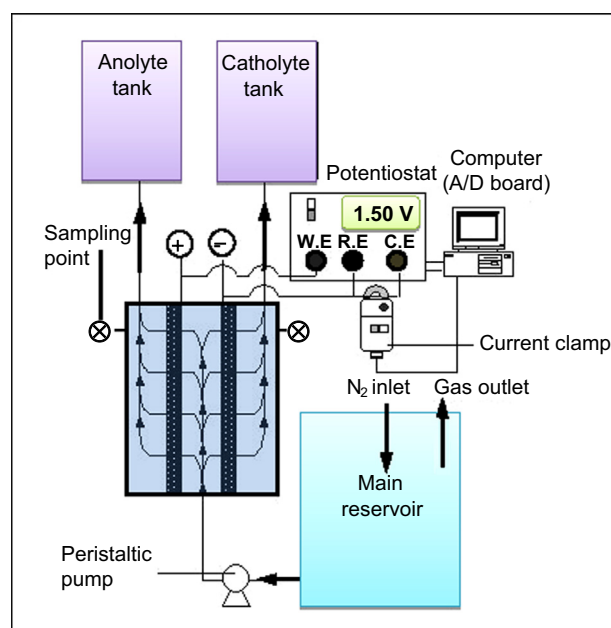 Anolyte
tank
Catholyte
tank
Potentiostat
Computer
(A/D board)
1.50 V
W.E R.E C.E
Sampling
point
+
-
Current clamp
N₂ inlet
Gas outlet
Main
reservoir
Peristaltic
pump